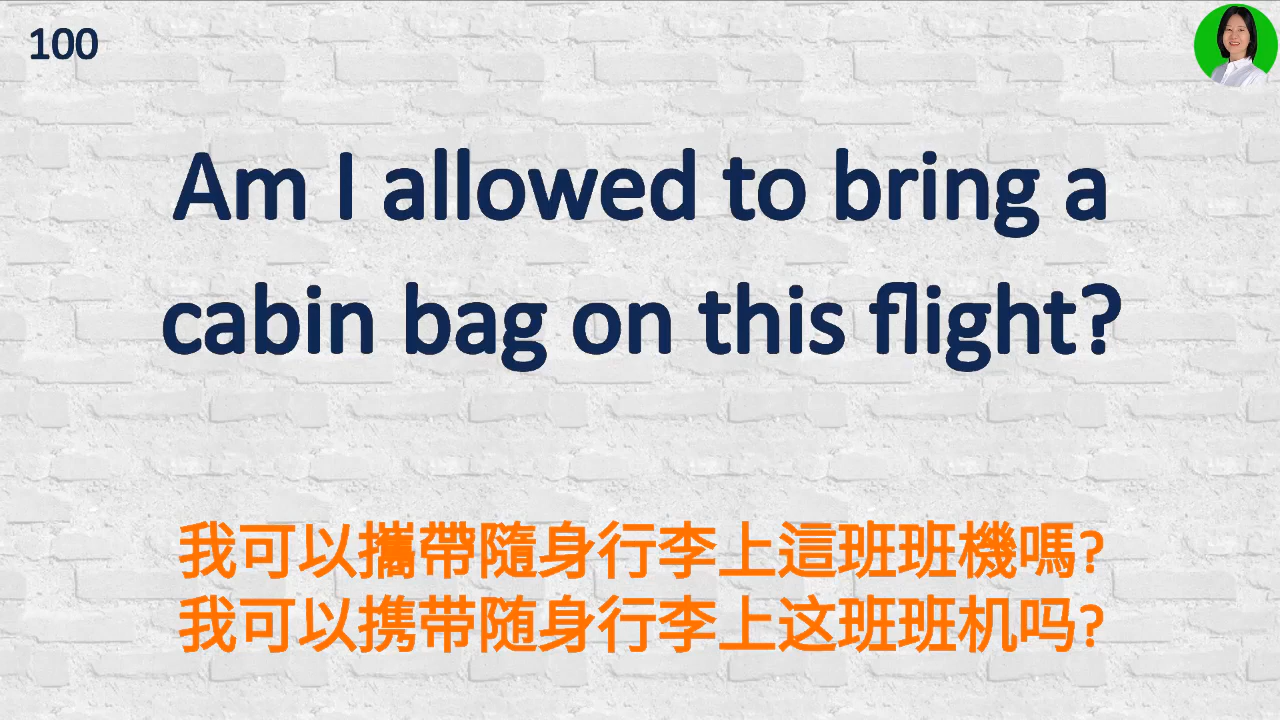 100
Am I allowed to bring a
cabin bag on this flight?
我可以攜帶隨身行李上這班班機嗎?
我可以携带随身行李上这班班机吗?